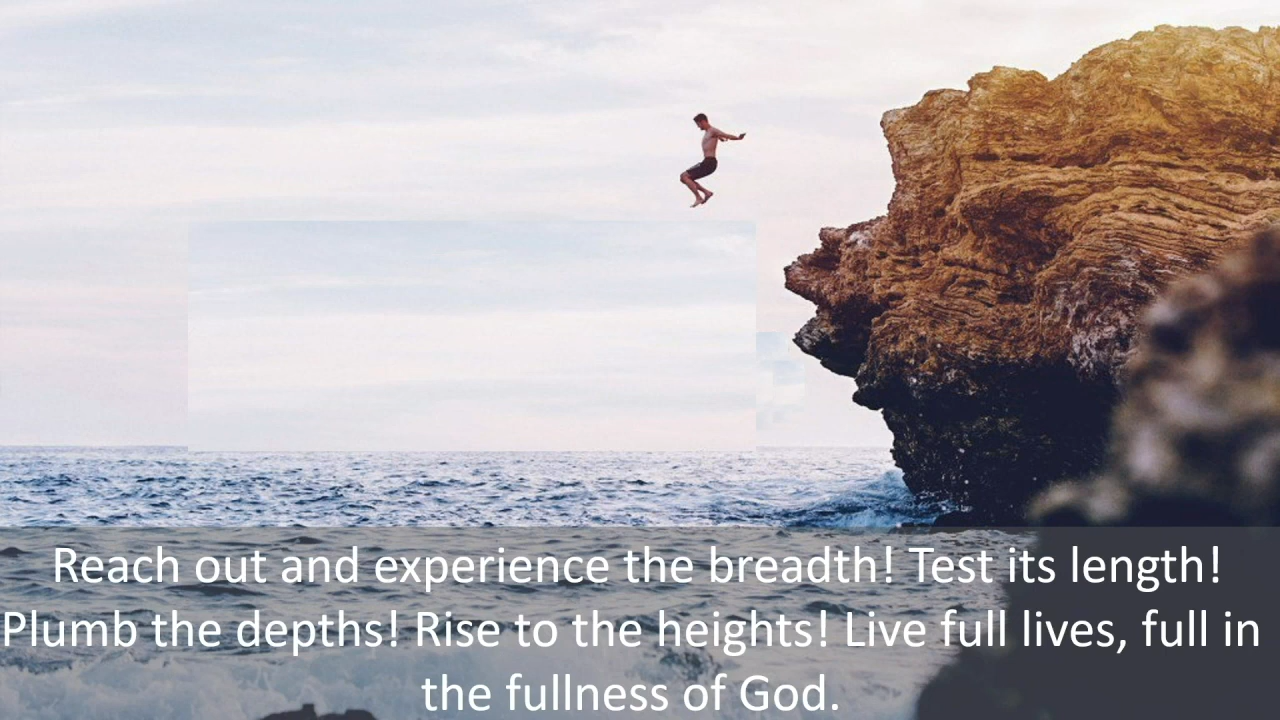 Reach out and experience the breadth! Test its length!
Plumb the depths! Rise to the heights! Live full lives, full in
the fullness of God.